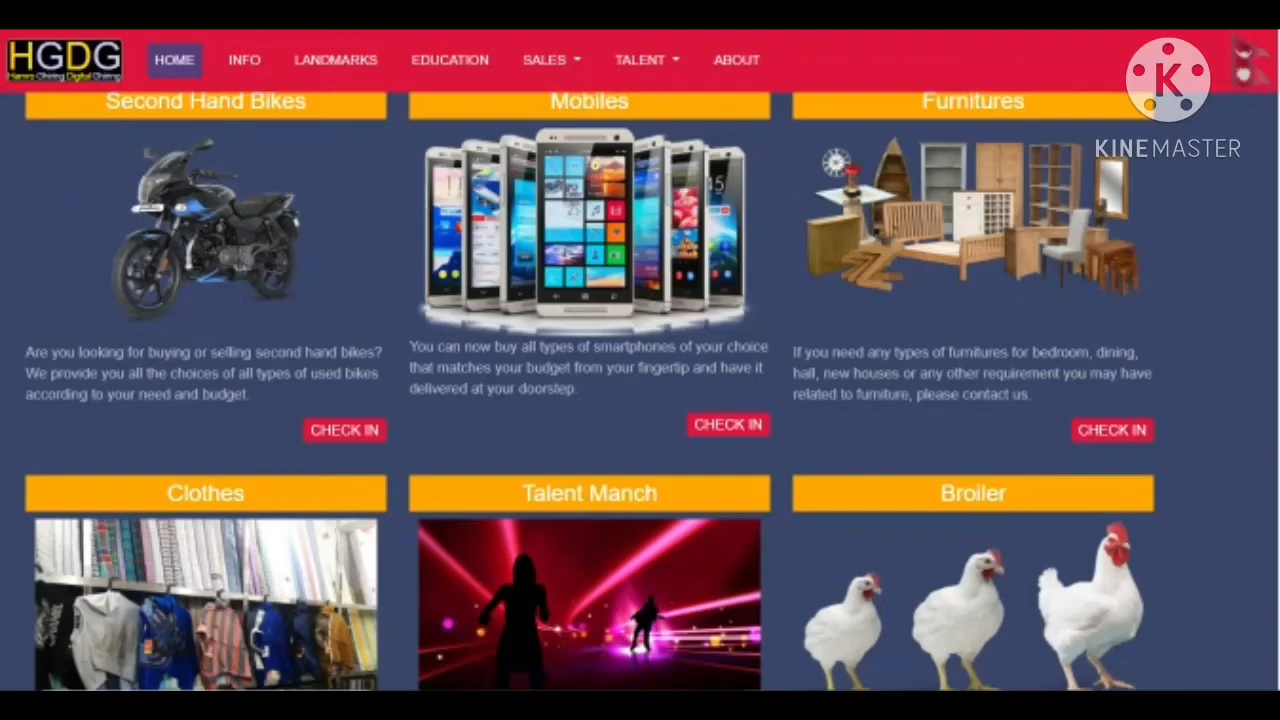 HGDG
Hamro Ghiring Digital Ghiring
HOME INFO LANDMARKS EDUCATION SALES TALENT ABOUT
K
KINEMASTER
Second Hand Bikes
Are you looking for buying or selling second hand bikes?
We provide you all the choices of all types of used bikes
according to your need and budget.
CHECK IN
Mobiles
You can now buy all types of smartphones of your choice
that matches your budget from your fingertip and have it
delivered at your doorstep.
CHECK IN
Furnitures
If you need any types of furnitures for bedroom, dining,
hall, new houses or any other requirement you may have
related to furniture, please contact us.
CHECK IN
Clothes
Talent Manch
Broiler